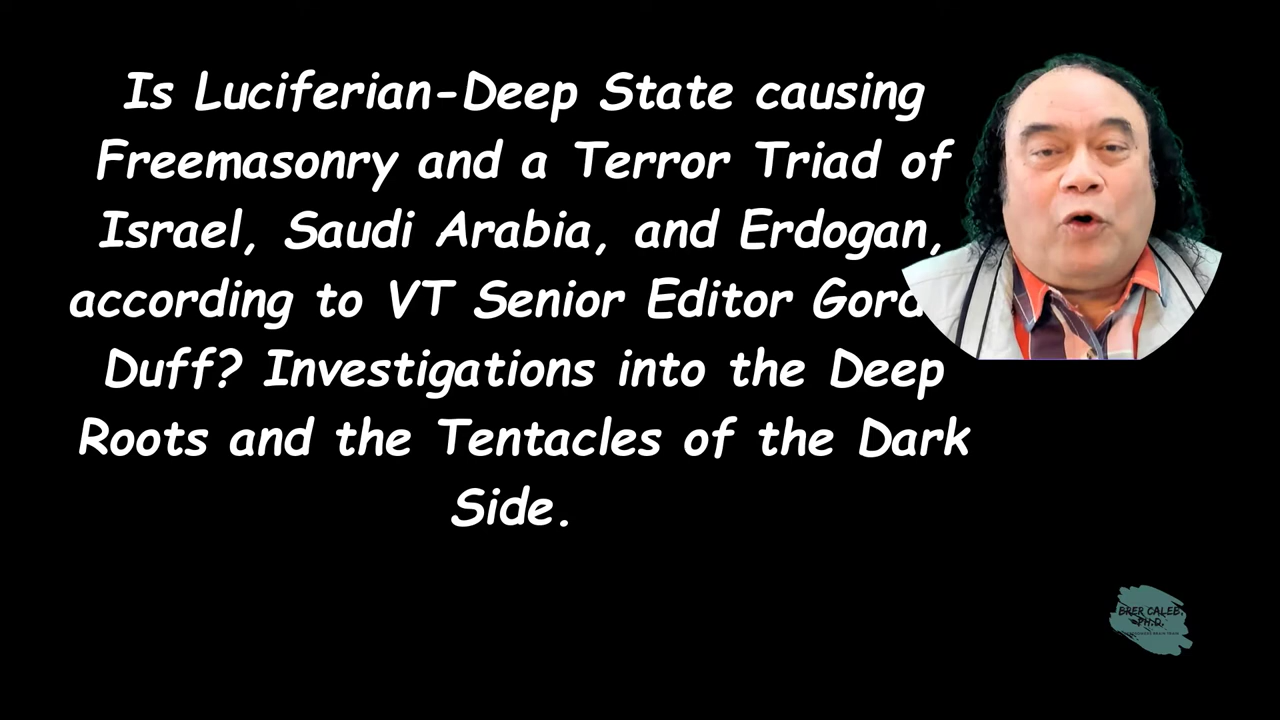 Is Luciferian-Deep State causing
Freemasonry and a Terror Triad of
Israel, Saudi Arabia, and Erdogan,
according to VT Senior Editor
Duff? Investigations into the Deep
Roots and the Tentacles of the Dark
Side.
BRER CALEB,
PH.D.